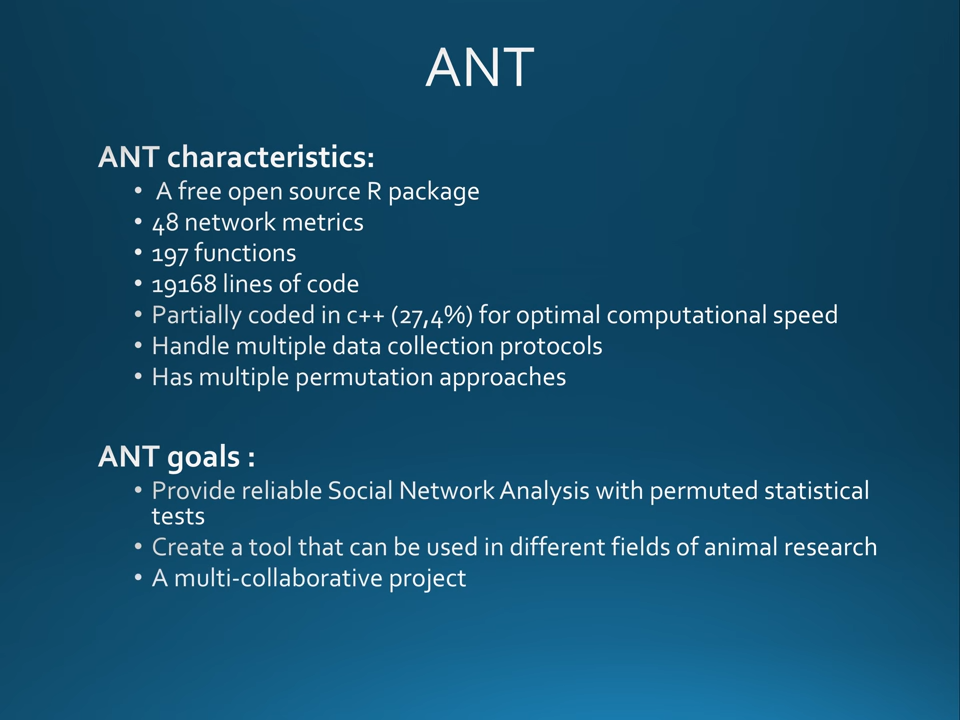 ANT
ANT characteristics:
• A free open source R package
• 48 network metrics
• 197 functions
• 19168 lines of code
• Partially coded in c++ (27,4%) for optimal computational speed
• Handle multiple data collection protocols
• Has multiple permutation approaches
ANT goals :
• Provide reliable Social Network Analysis with permuted statistical
tests
• Create a tool that can be used in different fields of animal research
• A multi-collaborative project